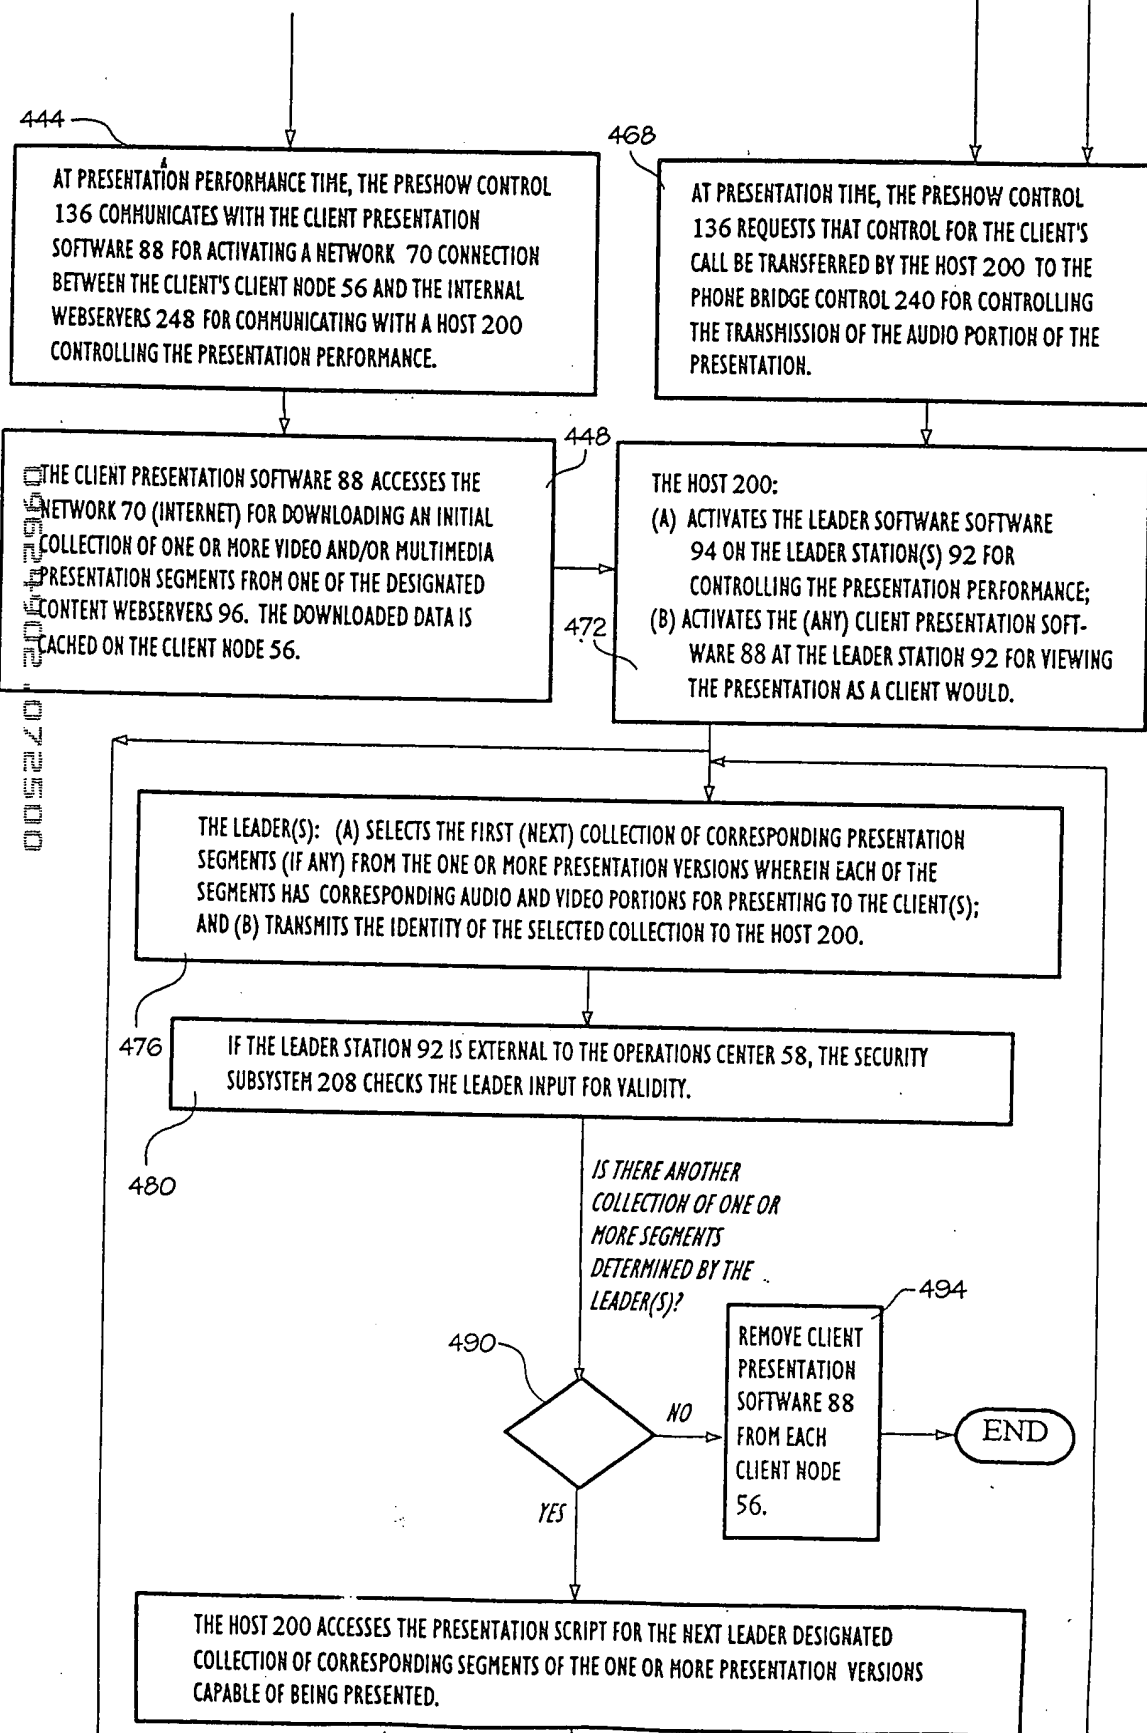 444
AT PRESENTATION PERFORMANCE TIME, THE PRESHOW CONTROL
136 COMMUNICATES WITH THE CLIENT PRESENTATION
SOFTWARE 88 FOR ACTIVATING A NETWORK 70 CONNECTION
BETWEEN THE CLIENT'S CLIENT NODE 56 AND THE INTERNAL
WEBSERVERS 248 FOR COMMUNICATING WITH A HOST 200
CONTROLLING THE PRESENTATION PERFORMANCE.
468
AT PRESENTATION TIME, THE PRESHOW CONTROL
136 REQUESTS THAT CONTROL FOR THE CLIENT'S
CALL BE TRANSFERRED BY THE HOST 200 TO THE
PHONE BRIDGE CONTROL 240 FOR CONTROLLING
THE TRANSMISSION OF THE AUDIO PORTION OF THE
PRESENTATION.
448
THE CLIENT PRESENTATION SOFTWARE 88 ACCESSES THE
NETWORK 70 (INTERNET) FOR DOWNLOADING AN INITIAL
COLLECTION OF ONE OR MORE VIDEO AND/OR MULTIMEDIA
PRESENTATION SEGMENTS FROM ONE OF THE DESIGNATED
CONTENT WEBSERVERS 96. THE DOWNLOADED DATA IS
CACHED ON THE CLIENT NODE 56.
472
THE HOST 200:
(A) ACTIVATES THE LEADER SOFTWARE SOFTWARE
94 ON THE LEADER STATION(S) 92 FOR
CONTROLLING THE PRESENTATION PERFORMANCE;
(B) ACTIVATES THE (ANY) CLIENT PRESENTATION SOFT-
WARE 88 AT THE LEADER STATION 92 FOR VIEWING
THE PRESENTATION AS A CLIENT WOULD.
072500
THE LEADER(S): (A) SELECTS THE FIRST (NEXT) COLLECTION OF CORRESPONDING PRESENTATION
SEGMENTS (IF ANY) FROM THE ONE OR MORE PRESENTATION VERSIONS WHEREIN EACH OF THE
SEGMENTS HAS CORRESPONDING AUDIO AND VIDEO PORTIONS FOR PRESENTING TO THE CLIENT(S);
AND (B) TRANSMITS THE IDENTITY OF THE SELECTED COLLECTION TO THE HOST 200.
476
IF THE LEADER STATION 92 IS EXTERNAL TO THE OPERATIONS CENTER 58, THE SECURITY
SUBSYSTEM 208 CHECKS THE LEADER INPUT FOR VALIDITY.
480
IS THERE ANOTHER
COLLECTION OF ONE OR
MORE SEGMENTS
DETERMINED BY THE
LEADER(S)?
490
NO
494
REMOVE CLIENT
PRESENTATION
SOFTWARE 88
FROM EACH
CLIENT NODE
56.
END
YES
THE HOST 200 ACCESSES THE PRESENTATION SCRIPT FOR THE NEXT LEADER DESIGNATED
COLLECTION OF CORRESPONDING SEGMENTS OF THE ONE OR MORE PRESENTATION VERSIONS
CAPABLE OF BEING PRESENTED.